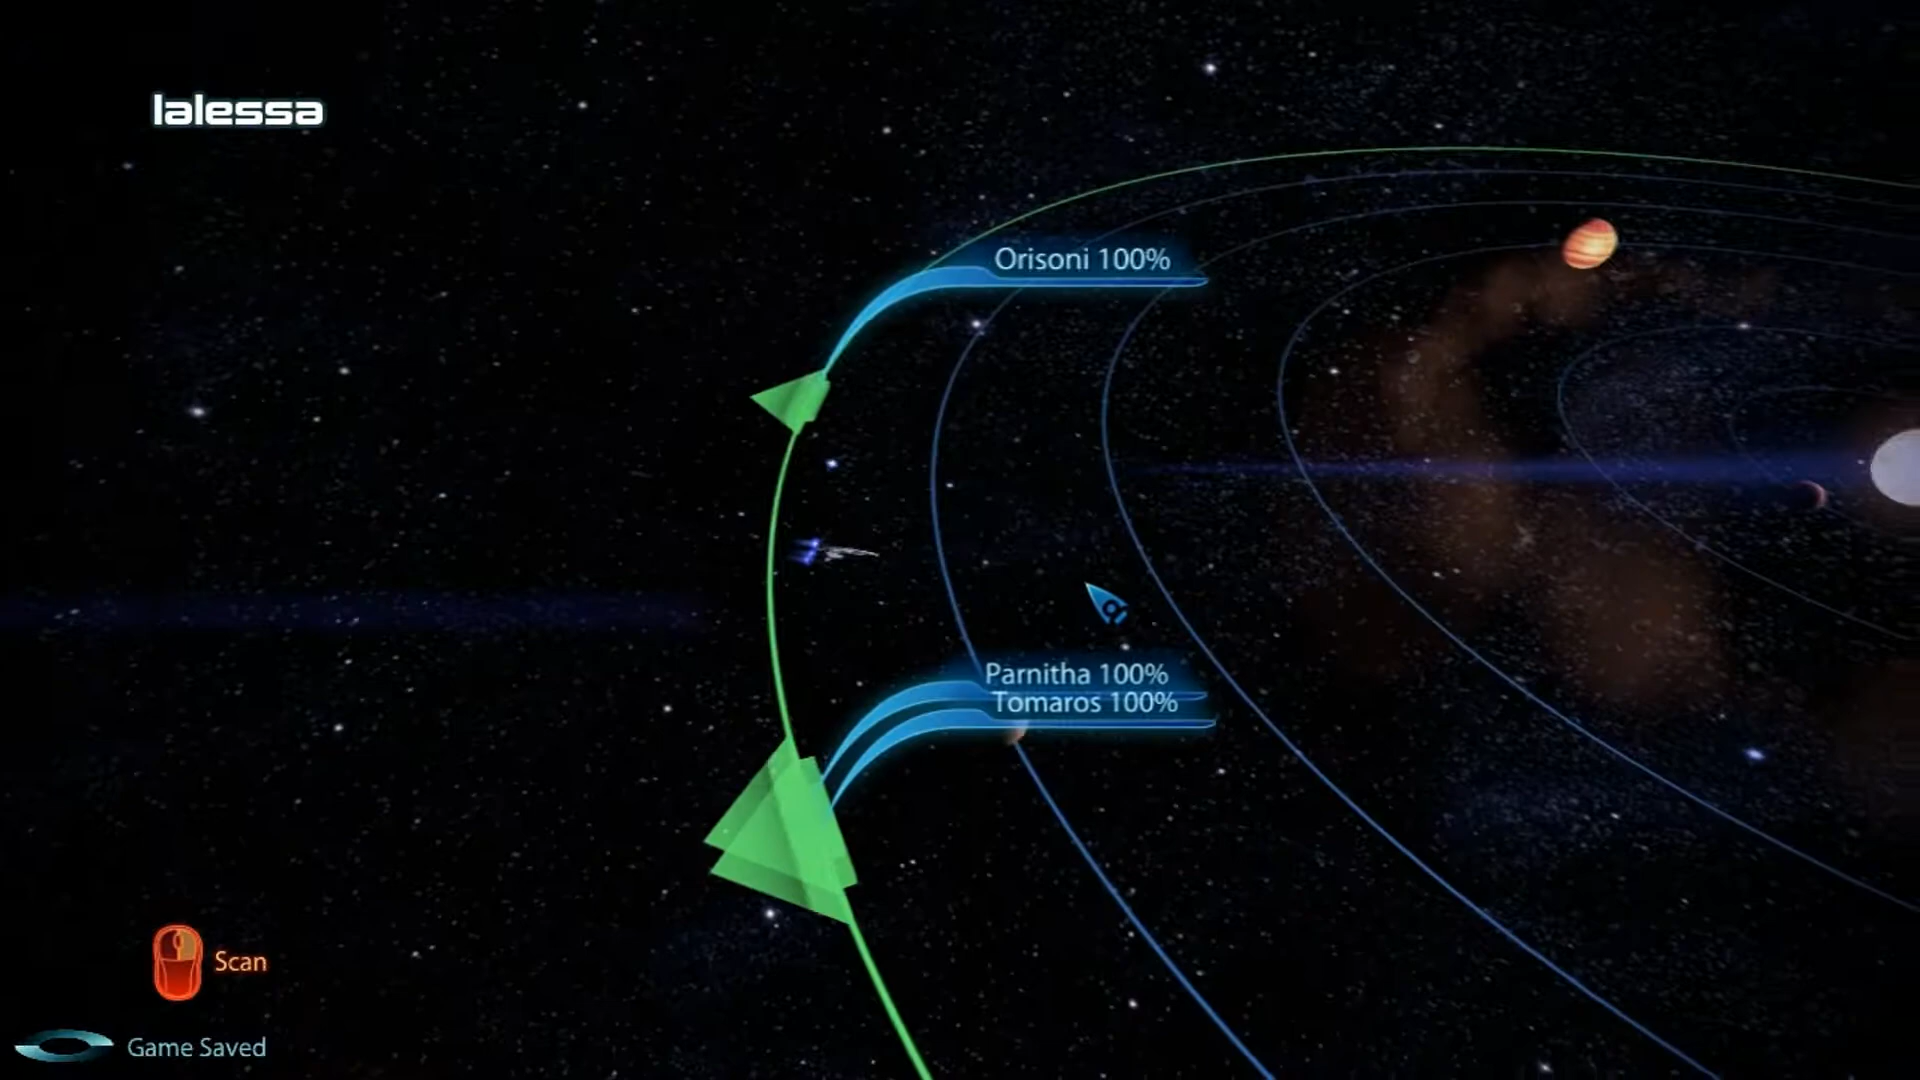 Ialessa
Orisoni 100%
Parnitha 100%
Tomaros 100%
Scan
Game Saved